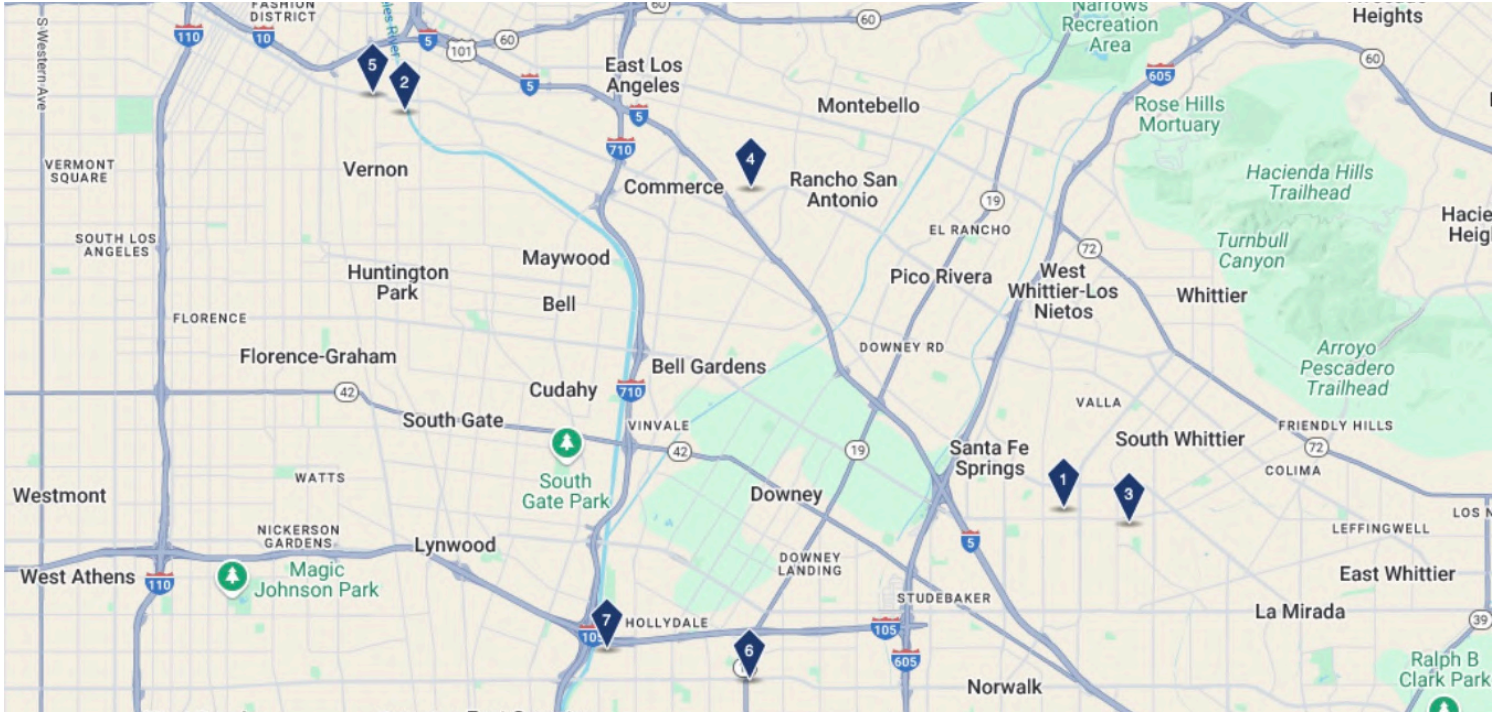 FASHION
DISTRICT
S-Western-Ave
110
10
5
101
60
60
60
Narrows
Recreation
Area
Heights
60
605
5
2
5
East Los
Angeles
5
Montebello
Rose Hills
Mortuary
VERMONT
SQUARE
Vernon
710
4
Commerce
Rancho San
Antonio
19
Hacienda Hills
Trailhead
SOUTH LOS
ANGELES
EL RANCHO
72
Turnbull
Canyon
Maywood
Huntington
Park
Bell
Pico Rivera
West
Whittier-Los
Nietos
Whittier
FLORENCE
Florence-Graham
DOWNEY RD
Arroyo
Pescadero
Trailhead
Bell Gardens
42
Cudahy
710
VALLA
South Gate
VINVALE
42
19
South Whittier
FRIENDLY HILLS
72
Santa Fe
Springs
COLIMA
WATTS
South
Gate Park
Downey
1
3
Westmont
LEFFINGWELL
NICKERSON
GARDENS
Lynwood
5
West Athens
110
Magic
Johnson Park
DOWNEY
LANDING
East Whittier
STUDEBAKER
La Mirada
7
HOLLYDALE
105
105
39
6
605
Norwalk
Ralph B
Clark Park